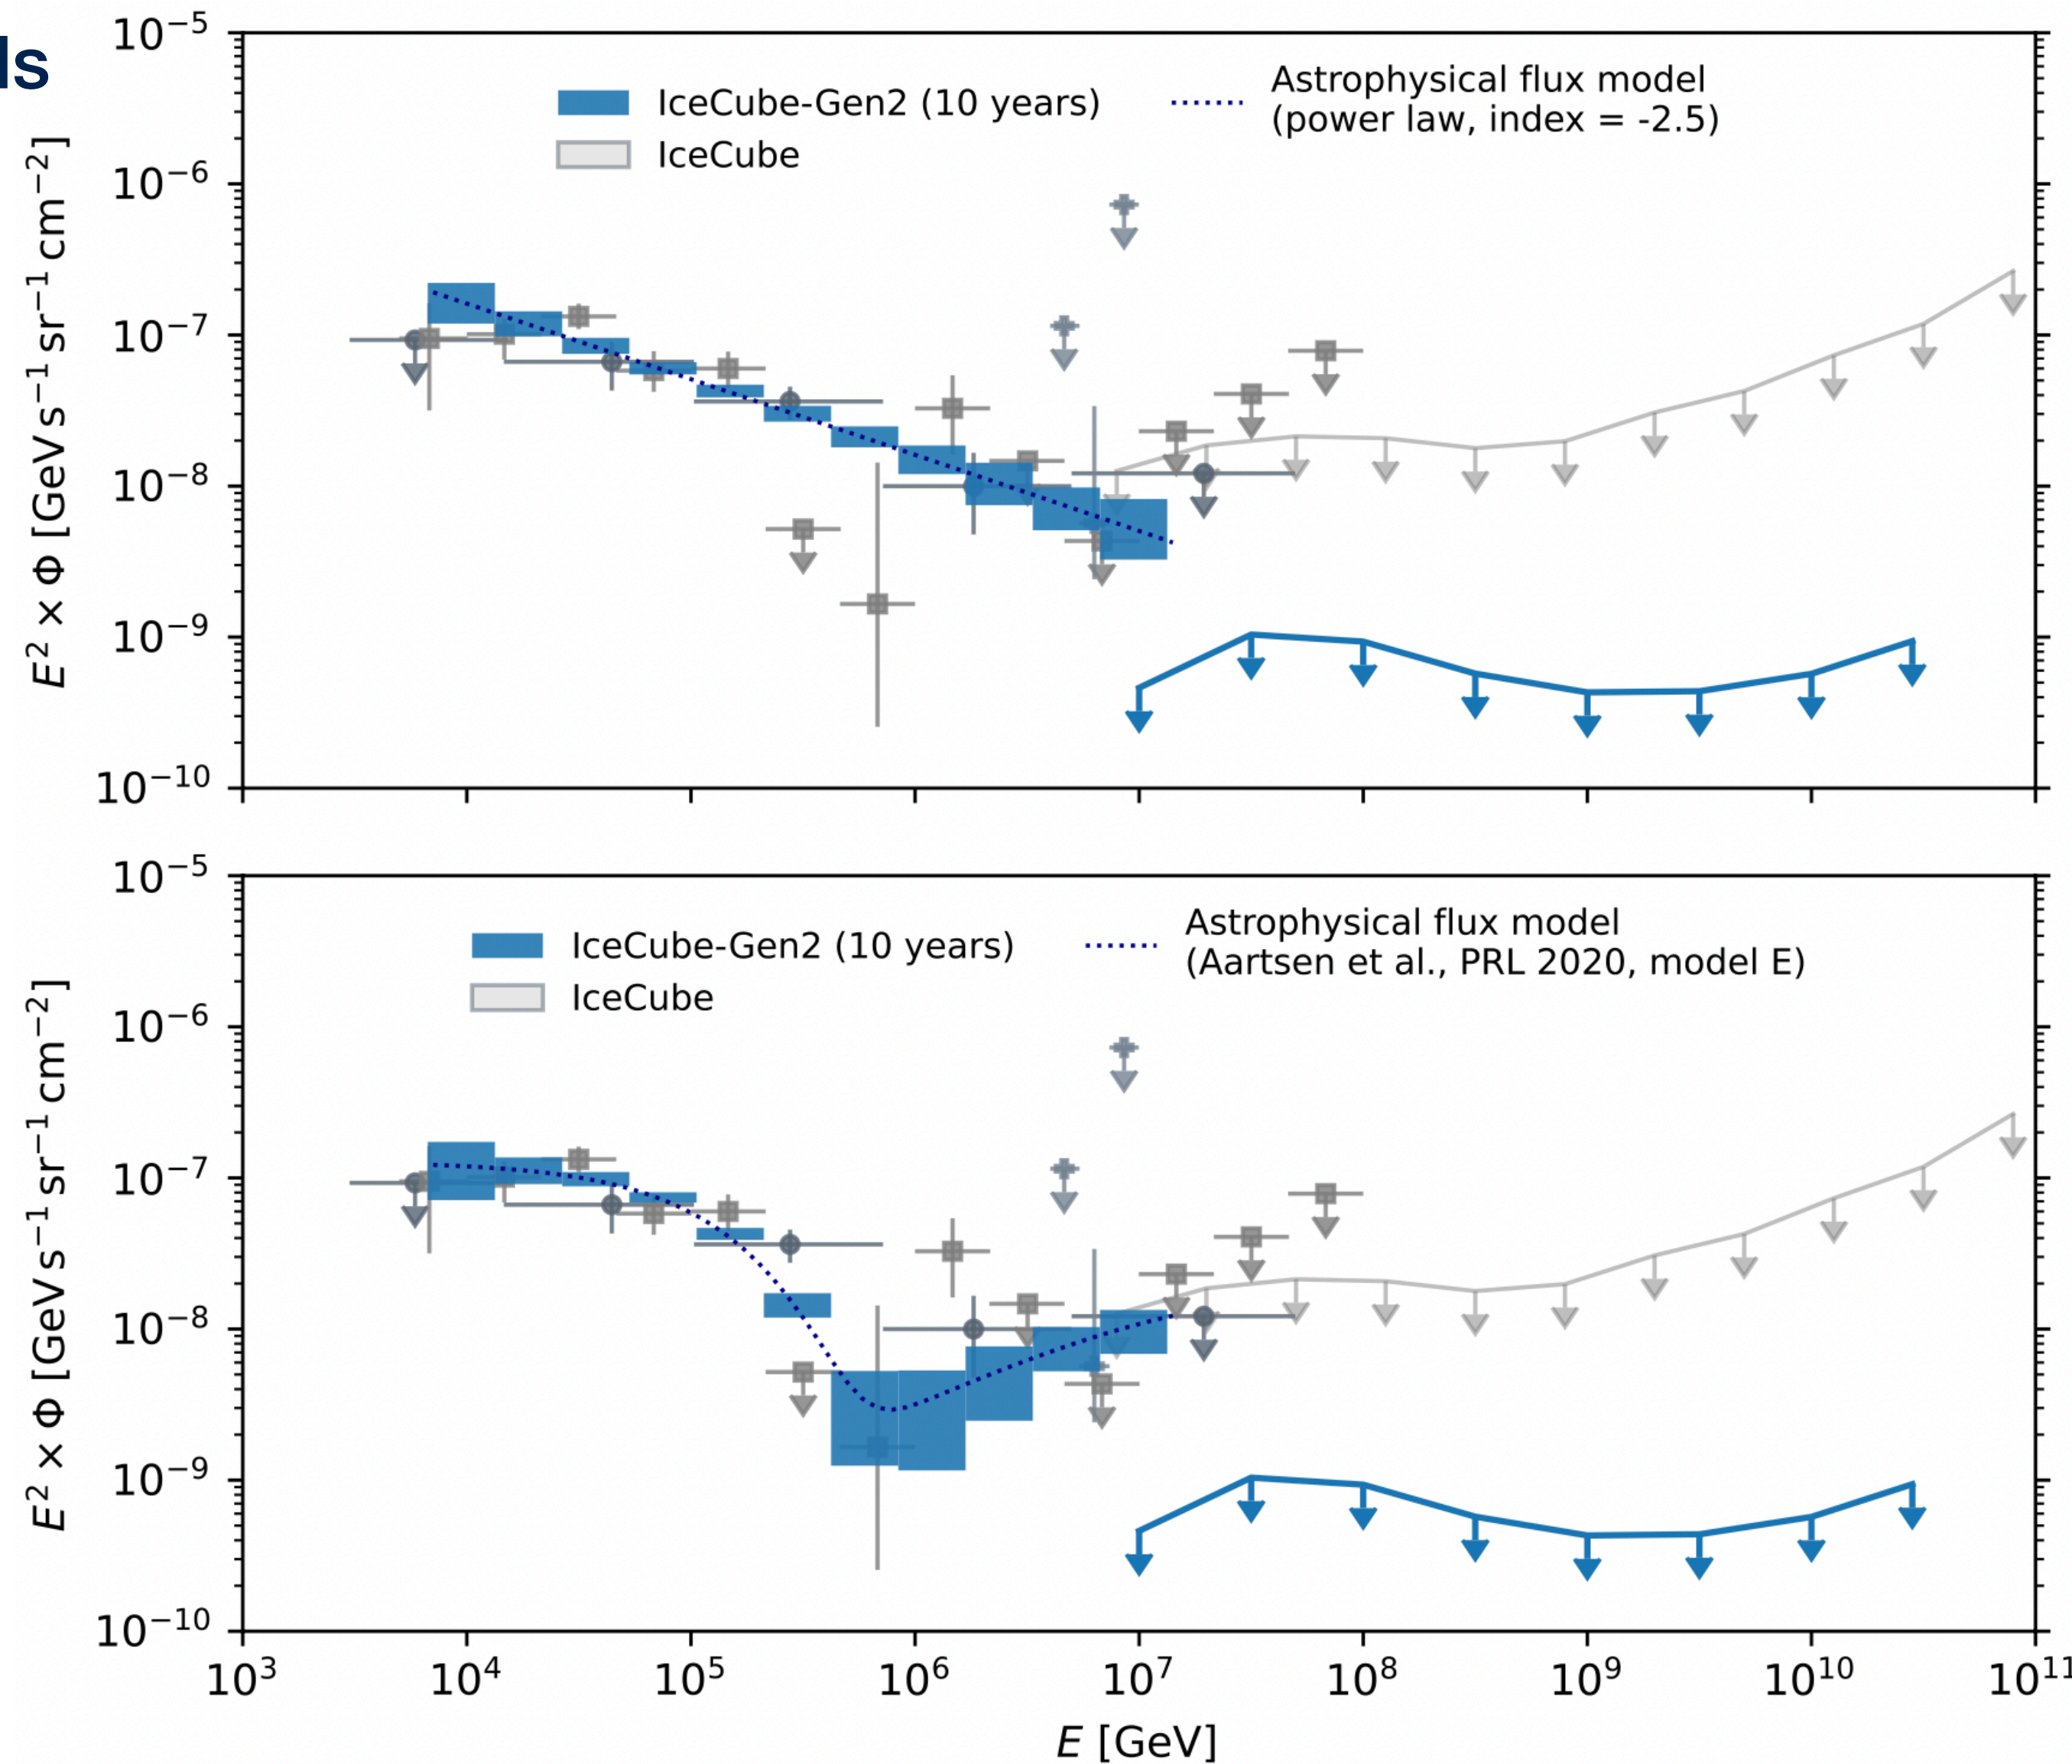 ls
10⁻⁵
10⁻⁶
10⁻⁷
10⁻⁸
10⁻⁹
10⁻¹⁰
E² × Φ [GeV s⁻¹ sr⁻¹ cm⁻²]
IceCube-Gen2 (10 years)
IceCube
Astrophysical flux model
(power law, index = -2.5)
10⁻⁵
10⁻⁶
10⁻⁷
10⁻⁸
10⁻⁹
10⁻¹⁰
E² × Φ [GeV s⁻¹ sr⁻¹ cm⁻²]
IceCube-Gen2 (10 years)
IceCube
Astrophysical flux model
(Aartsen et al., PRL 2020, model E)
10³ 10⁴ 10⁵ 10⁶ 10⁷ 10⁸ 10⁹ 10¹⁰ 10¹¹
E [GeV]